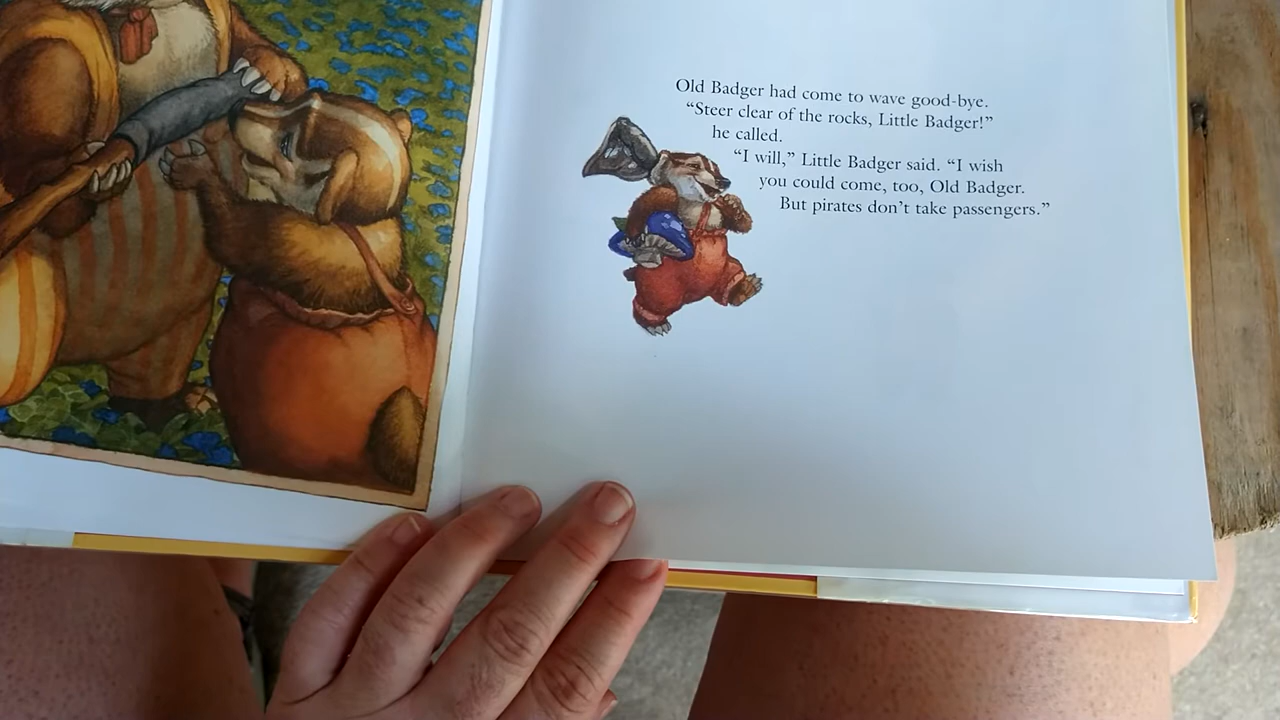 Old Badger had come to wave good-bye.
“Steer clear of the rocks, Little Badger!”
he called.
“I will,” Little Badger said. “I wish
you could come, too, Old Badger.
But pirates don’t take passengers.”